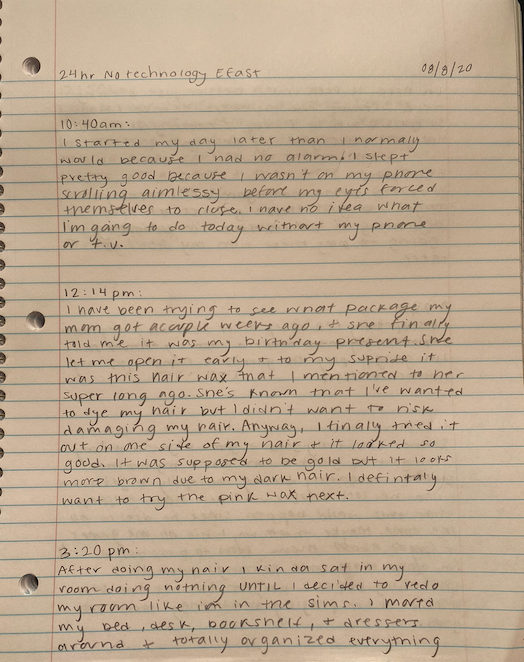 24hr No technology Efast 08/8/20
10:40am:
I started my day later than I normaly
would because I had no alarm. I slept
pretty good because I wasn't on my phone
scrolling aimlessy before my eyes forced
themselves to close. I have no idea what
I'm gang to do today without my phone
or t.v.
12:14 pm:
I have been trying to see what package my
mom got acouple weeks ago, + she finally
told me it was my birthday present. She
let me open it early + to my suprise it
was this hair wax that I mentioned to her
super long ago. She's known that I've wanted
to dye my hair but I didn't want to risk
damaging my hair. Anyway, I finaly tried it
out on one side of my hair + it looked so
good. It was supposed to be gold but it looks
more brown due to my dark hair. I defintaly
want to try the pink wax next.
3:20 pm:
After doing my hair I kinda sat in my
room doing nothing UNTIL I decided to redo
my room like im in the sims. I moved
my bed, desk, bookshelf, + dressers
around + totally organized everything